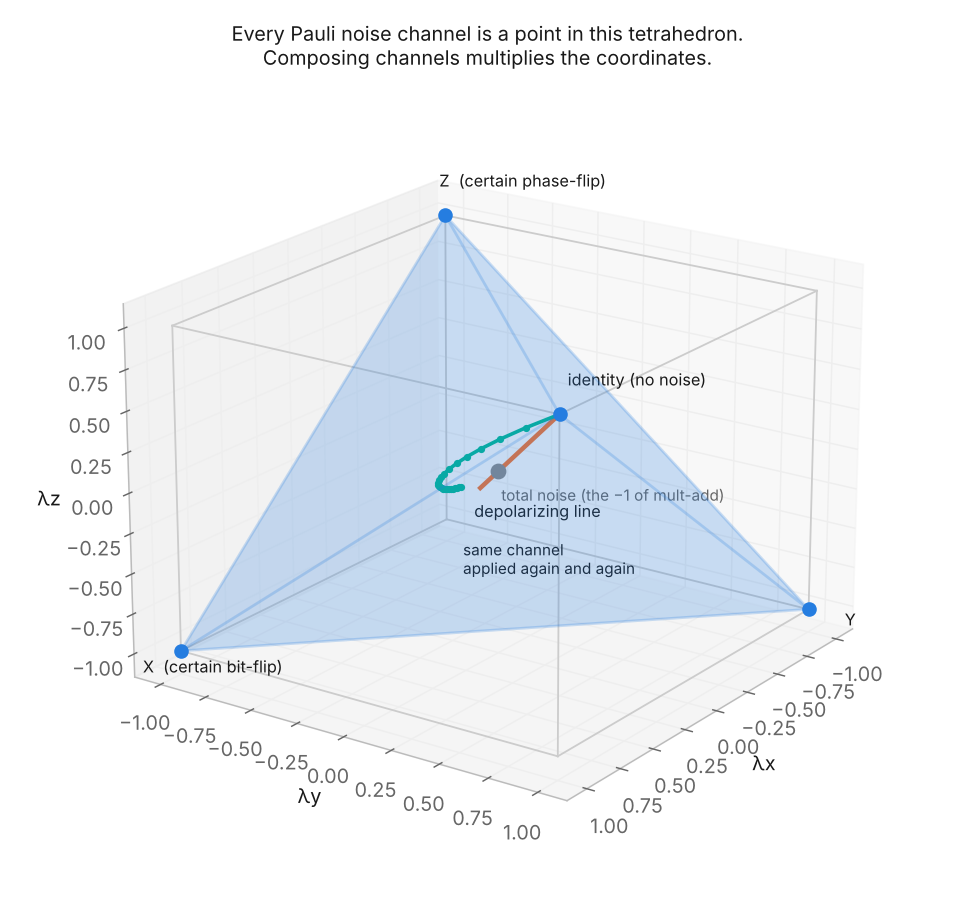 Every Pauli noise channel is a point in this tetrahedron.
Composing channels multiplies the coordinates.
Z (certain phase-flip)
identity (no noise)
total noise (the −1 of mult-add)
depolarizing line
same channel
applied again and again
X (certain bit-flip)
Y
λz
1.00
0.75
0.50
0.25
0.00
−0.25
−0.50
−0.75
−1.00
λy
−1.00
−0.75
−0.50
−0.25
0.00
0.25
0.50
0.75
1.00
λx
−1.00
−0.75
−0.50
−0.25
0.00
0.25
0.50
0.75
1.00